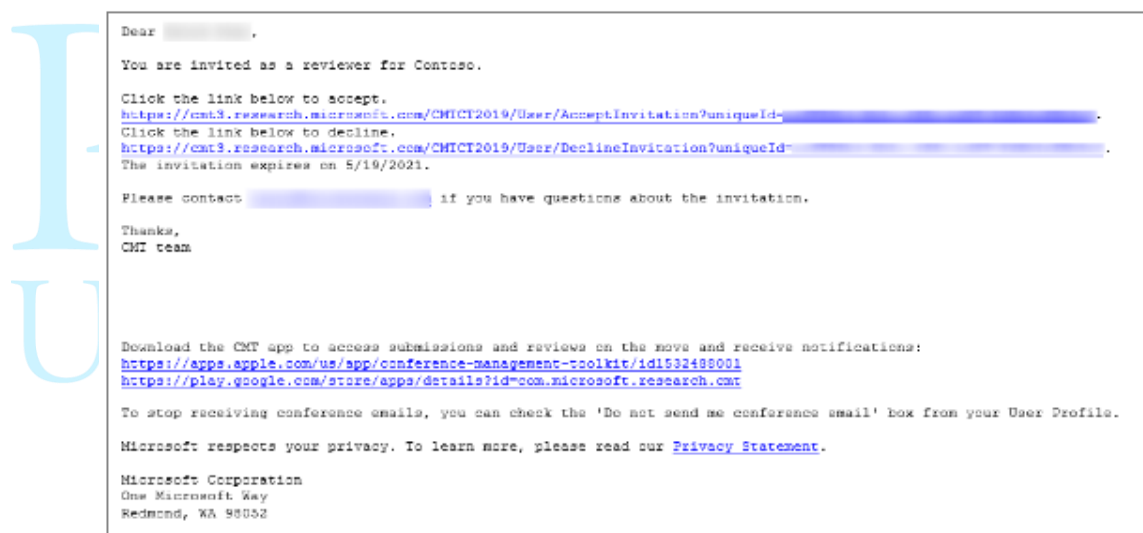 Dear ,
You are invited as a reviewer for Contoso.
Click the link below to accept.
https://cmt3.research.microsoft.com/CMTCT2019/User/AcceptInvitation?uniqueId= .
Click the link below to decline.
https://cmt3.research.microsoft.com/CMTCT2019/User/DeclineInvitation?uniqueId= .
The invitation expires on 5/19/2021.
Please contact if you have questions about the invitation.
Thanks,
CMT team
Download the CMT app to access submissions and reviews on the move and receive notifications:
https://apps.apple.com/us/app/conference-management-toolkit/id1532488001
https://play.google.com/store/apps/details?id=com.microsoft.research.cmt
To stop receiving conference emails, you can check the 'Do not send me conference email' box from your User Profile.
Microsoft respects your privacy. To learn more, please read our Privacy Statement.
Microsoft Corporation
One Microsoft Way
Redmond, WA 98052